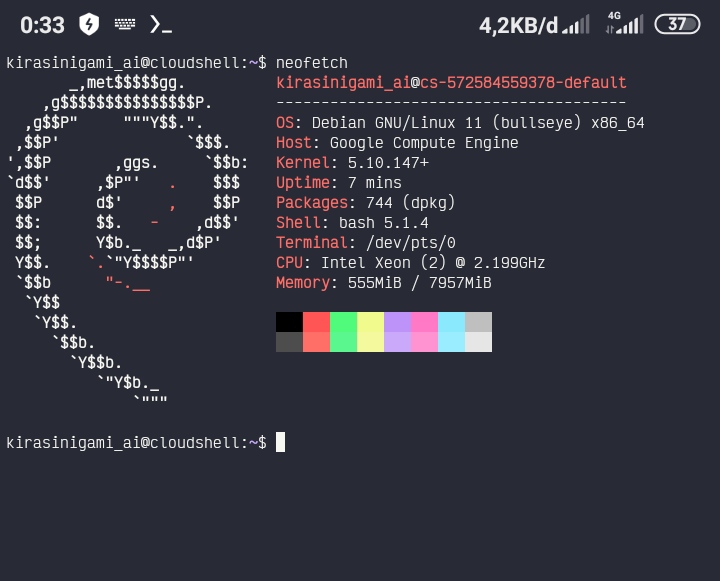 0:33 4,2KB/d 4G 37
kirasinigami_ai@cloudshell:~$ neofetch
       _,met$$$$$gg.          kirasinigami_ai@cs-572584559378-default
    ,g$$$$$$$$$$$$$$$P.       ---------------------------------------
  ,g$$P"     """Y$$.".        OS: Debian GNU/Linux 11 (bullseye) x86_64
 ,$$P'              `$$$.     Host: Google Compute Engine
',$$P       ,ggs.     `$$b:   Kernel: 5.10.147+
`d$$'     ,$P"'   .    $$$    Uptime: 7 mins
 $$P      d$'     ,    $$P    Packages: 744 (dpkg)
 $$:      $$.   -    ,d$$'    Shell: bash 5.1.4
 $$;      Y$b._   _,d$P'      Terminal: /dev/pts/0
 Y$$.    `.`"Y$$$$P"'         CPU: Intel Xeon (2) @ 2.199GHz
 `$$b      "-.__              Memory: 555MiB / 7957MiB
  `Y$$
   `Y$$.
     `$$b.
       `Y$$b.
          `"Y$b._
              `"""
kirasinigami_ai@cloudshell:~$